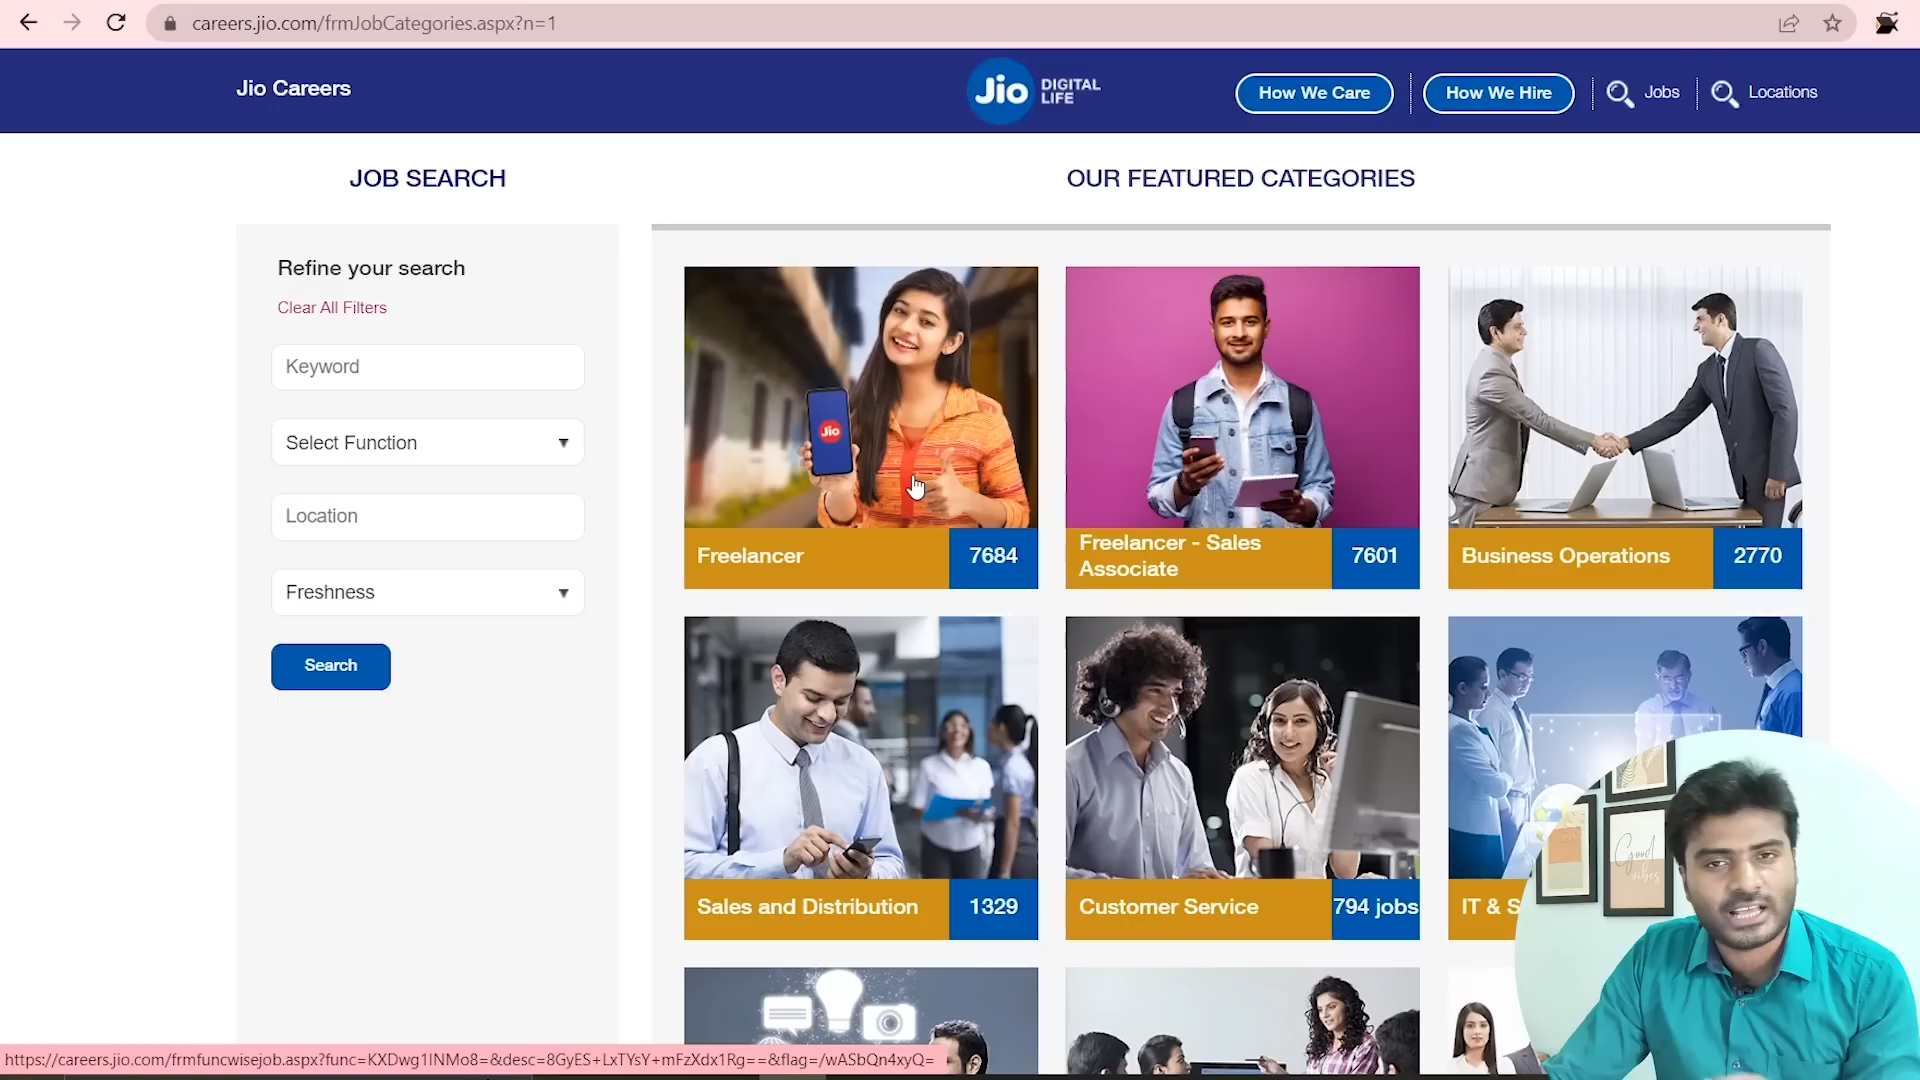 careers.jio.com/frmJobCategories.aspx?n=1
Jio Careers
Jio DIGITAL LIFE
How We Care
How We Hire
Jobs
Locations
JOB SEARCH
OUR FEATURED CATEGORIES
Refine your search
Clear All Filters
Keyword
Select Function
Location
Freshness
Search
Jio
Freelancer 7684
Freelancer - Sales
Associate
7601
Business Operations 2770
Sales and Distribution 1329
Customer Service 794 jobs
IT & S
Good
vibes
https://careers.jio.com/frmfuncwisejob.aspx?func=KXDwg1INMo8=&desc=8GyES+LxTYsY+mFzXdx1Rg==&flag=/wASbQn4xyQ=